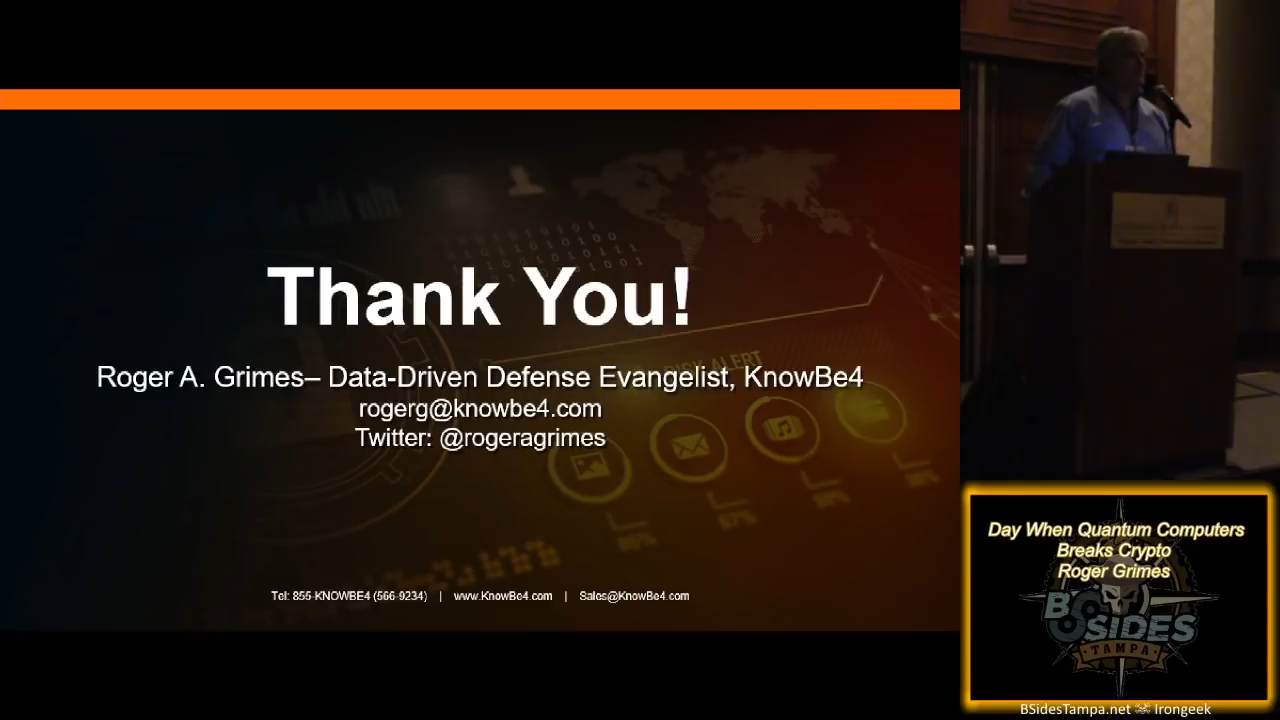 Thank You!
Roger A. Grimes– Data-Driven Defense Evangelist, KnowBe4
rogerg@knowbe4.com
Twitter: @rogeragrimes
Tel: 855-KNOWBE4 (566-9234) | www.KnowBe4.com | Sales@KnowBe4.com
RISK ALERT
Day When Quantum Computers
Breaks Crypto
Roger Grimes
BSIDES
TAMPA
BSidesTampa.net Irongeek